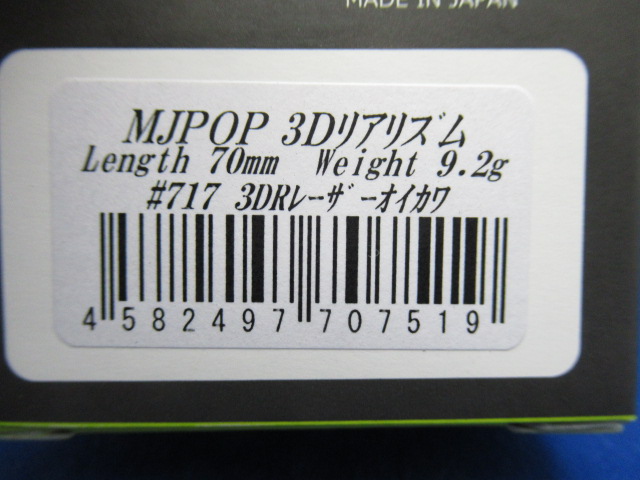 MADE IN JAPAN
MJPOP 3Dリアリズム
Length 70mm Weight 9.2g
#717 3DRレーザーオイカワ
4 582497 707519